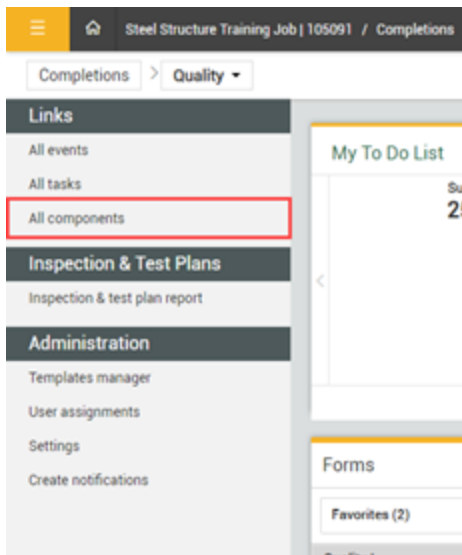 Steel Structure Training Job | 105091 / Completions
Completions > Quality
Links
All events
My To Do List
All tasks
All components
Inspection & Test Plans
Inspection & test plan report
Administration
Templates manager
User assignments
Settings
Forms
Create notifications
Favorites (2)